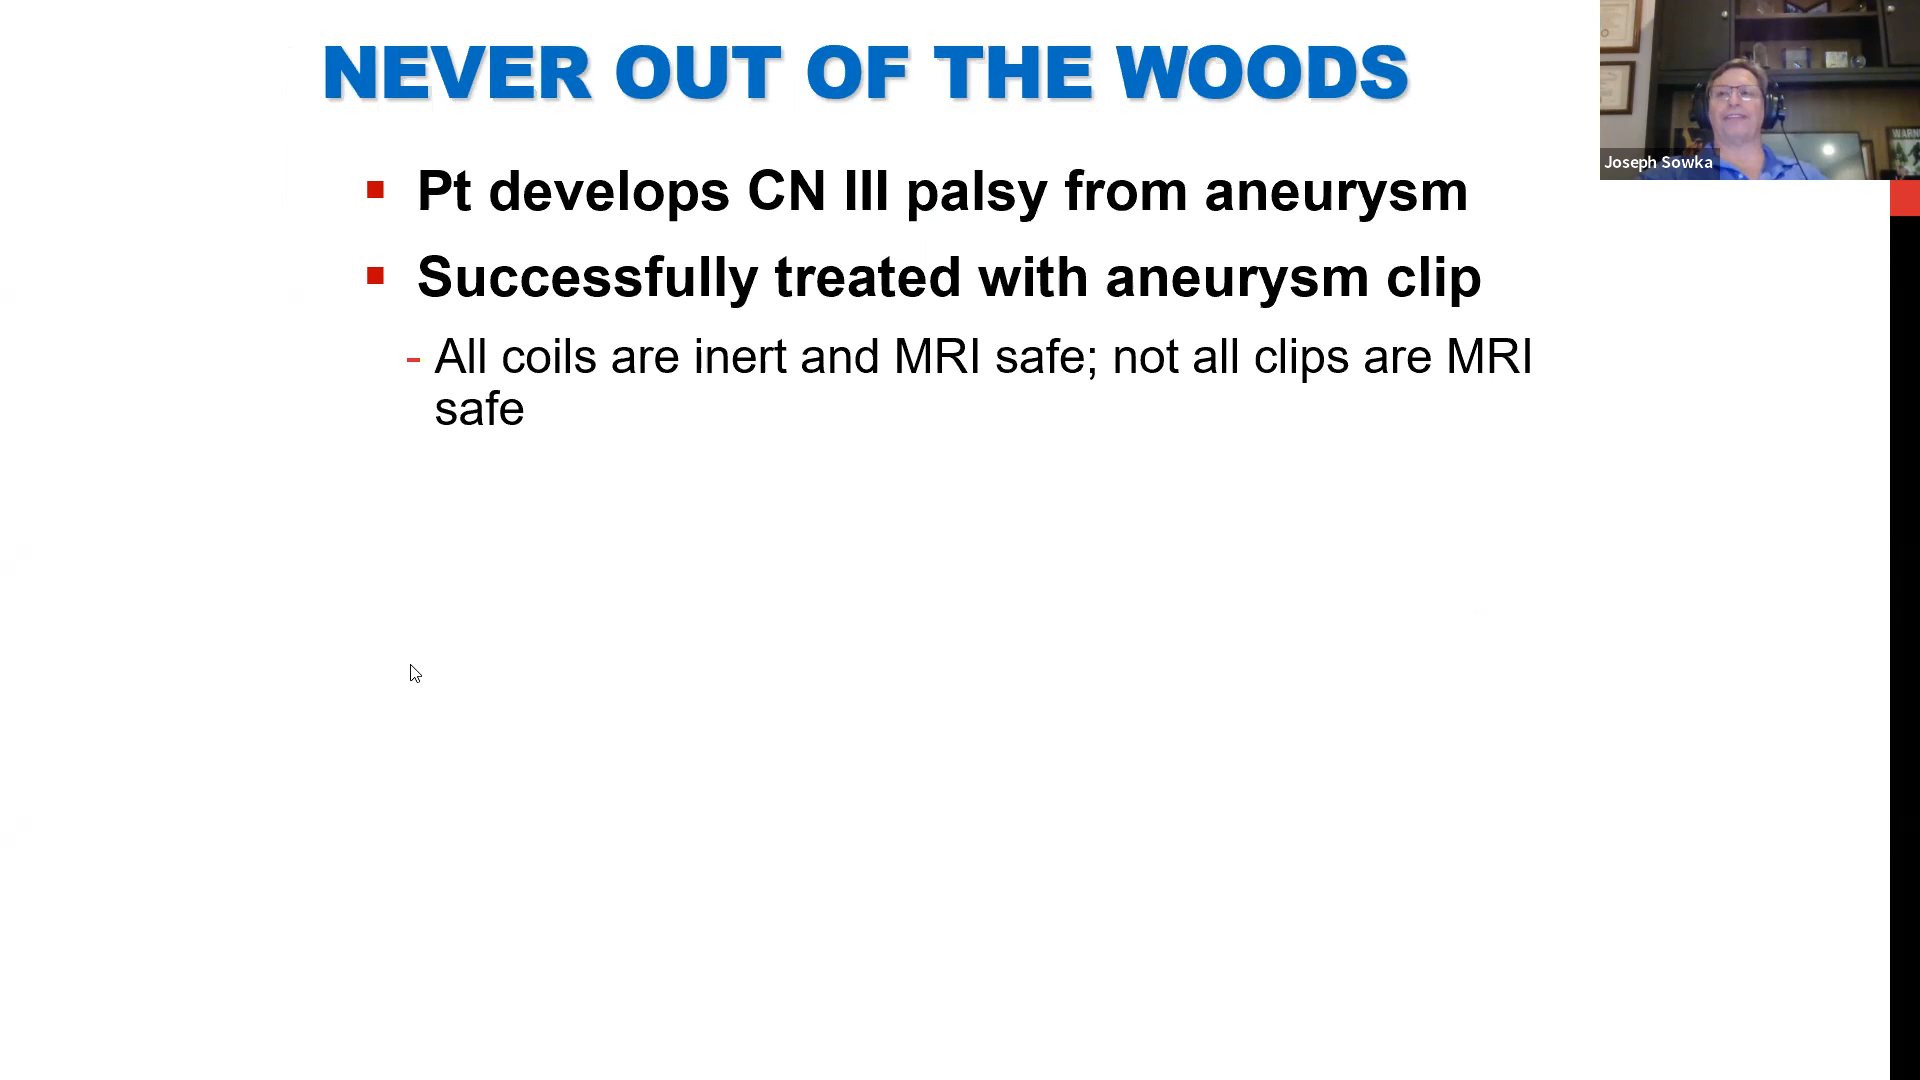 NEVER OUT OF THE WOODS
Pt develops CN III palsy from aneurysm
Successfully treated with aneurysm clip
- All coils are inert and MRI safe; not all clips are MRI
safe
Joseph Sowka
WARN